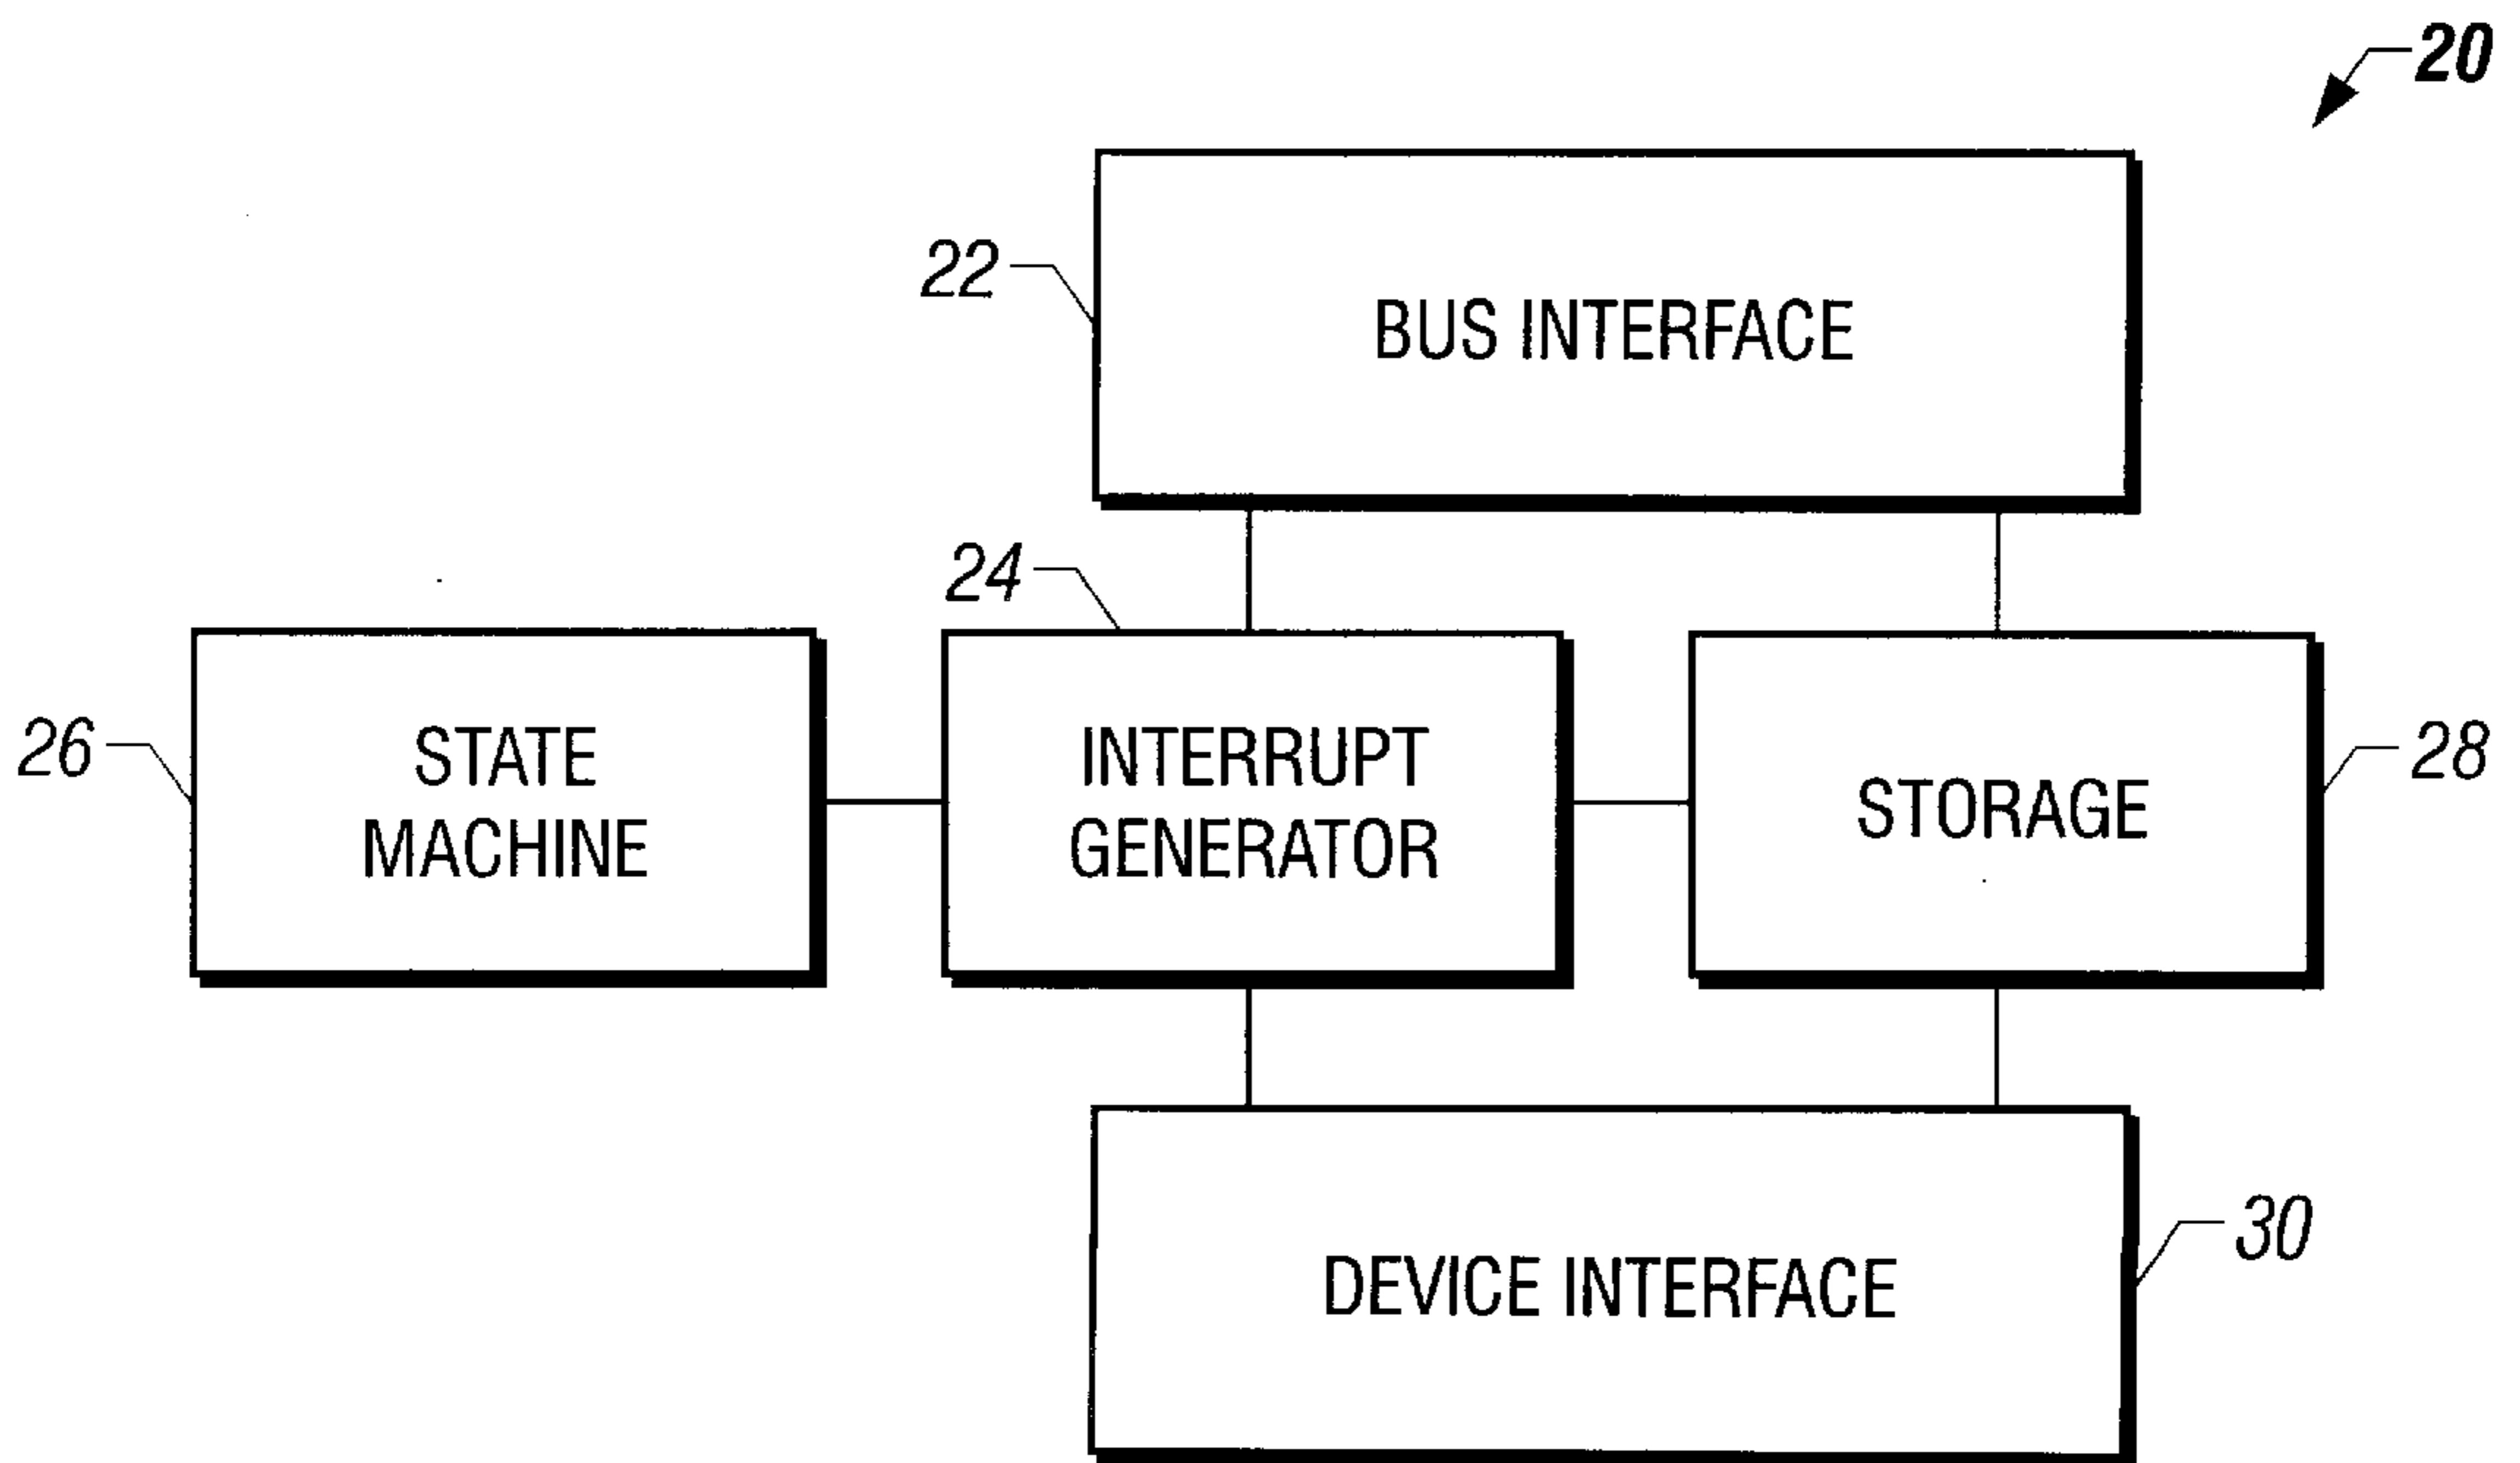 20
22
BUS INTERFACE
24
26
STATE
MACHINE
INTERRUPT
GENERATOR
STORAGE
28
30
DEVICE INTERFACE